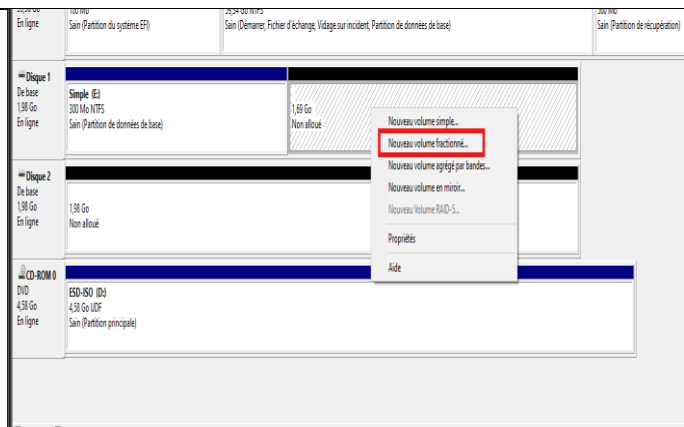 En ligne
Sain (Partition du système EFI)
Sain (Démarrer, Fichier d'échange, Vidage sur incident, Partition de données de base)
Sain (Partition de récupération)
Disque 1
De base
1,98 Go
En ligne
Simple (E:)
300 Mo NTFS
Sain (Partition de données de base)
1,69 Go
Non alloué
Nouveau volume simple...
Nouveau volume fractionné...
Nouveau volume agrégé par bandes...
Nouveau volume en miroir...
Nouveau Volume RAID-5...
Propriétés
Aide
Disque 2
De base
1,98 Go
En ligne
1,98 Go
Non alloué
CD-ROM 0
DVD
4,58 Go
En ligne
ESD-ISO (D:)
4,58 Go UDF
Sain (Partition principale)